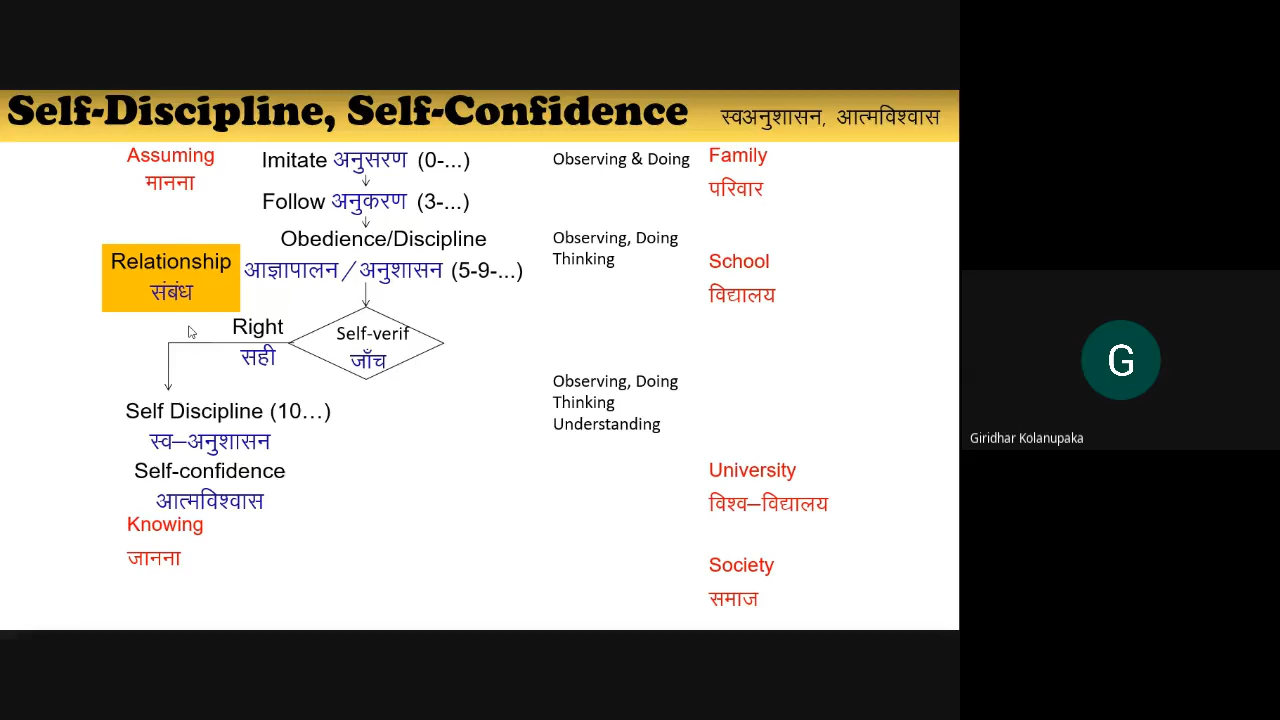 Self-Discipline, Self-Confidence स्वअनुशासन, आत्मविश्वास
Assuming
मानना
Imitate अनुसरण (0-...)
Observing & Doing
Family
परिवार
Follow अनुकरण (3-...)
Obedience/Discipline
आज्ञापालन/अनुशासन (5-9-...)
Observing, Doing
Thinking
School
विद्यालय
Relationship
संबंध
Right
सही
Self-verif
जाँच
Observing, Doing
Thinking
Understanding
Self Discipline (10...)
स्व–अनुशासन
Self-confidence
आत्मविश्वास
Knowing
जानना
University
विश्व–विद्यालय
Society
समाज
G
Giridhar Kolanupaka